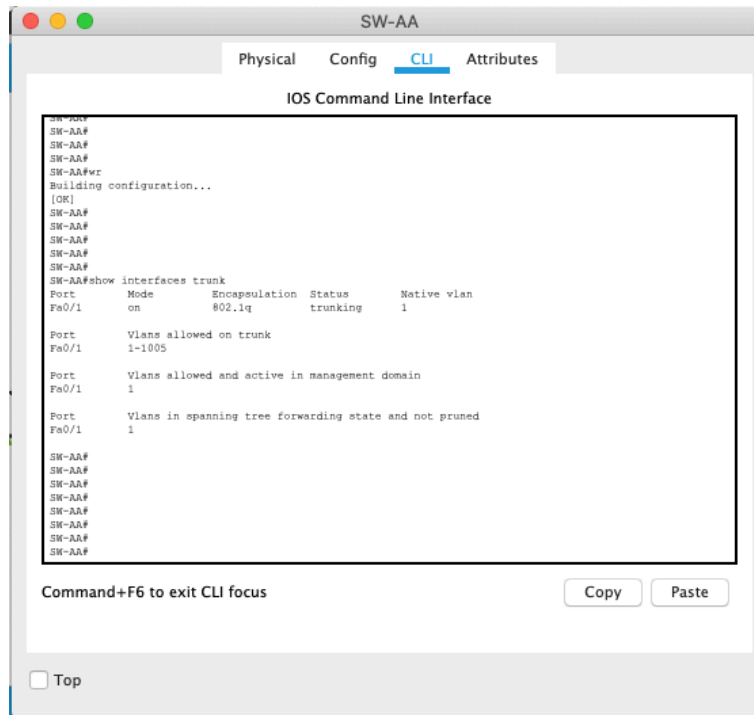 SW-AA
Physical Config CLI Attributes
IOS Command Line Interface
SW-AA#
SW-AA#
SW-AA#
SW-AA#
SW-AA#wr
Building configuration...
[OK]
SW-AA#
SW-AA#
SW-AA#
SW-AA#
SW-AA#
SW-AA#show interfaces trunk
Port Mode Encapsulation Status Native vlan
Fa0/1 on 802.1q trunking 1
Port Vlans allowed on trunk
Fa0/1 1-1005
Port Vlans allowed and active in management domain
Fa0/1 1
Port Vlans in spanning tree forwarding state and not pruned
Fa0/1 1
SW-AA#
SW-AA#
SW-AA#
SW-AA#
SW-AA#
SW-AA#
SW-AA#
SW-AA#
Command+F6 to exit CLI focus
Copy Paste
Top